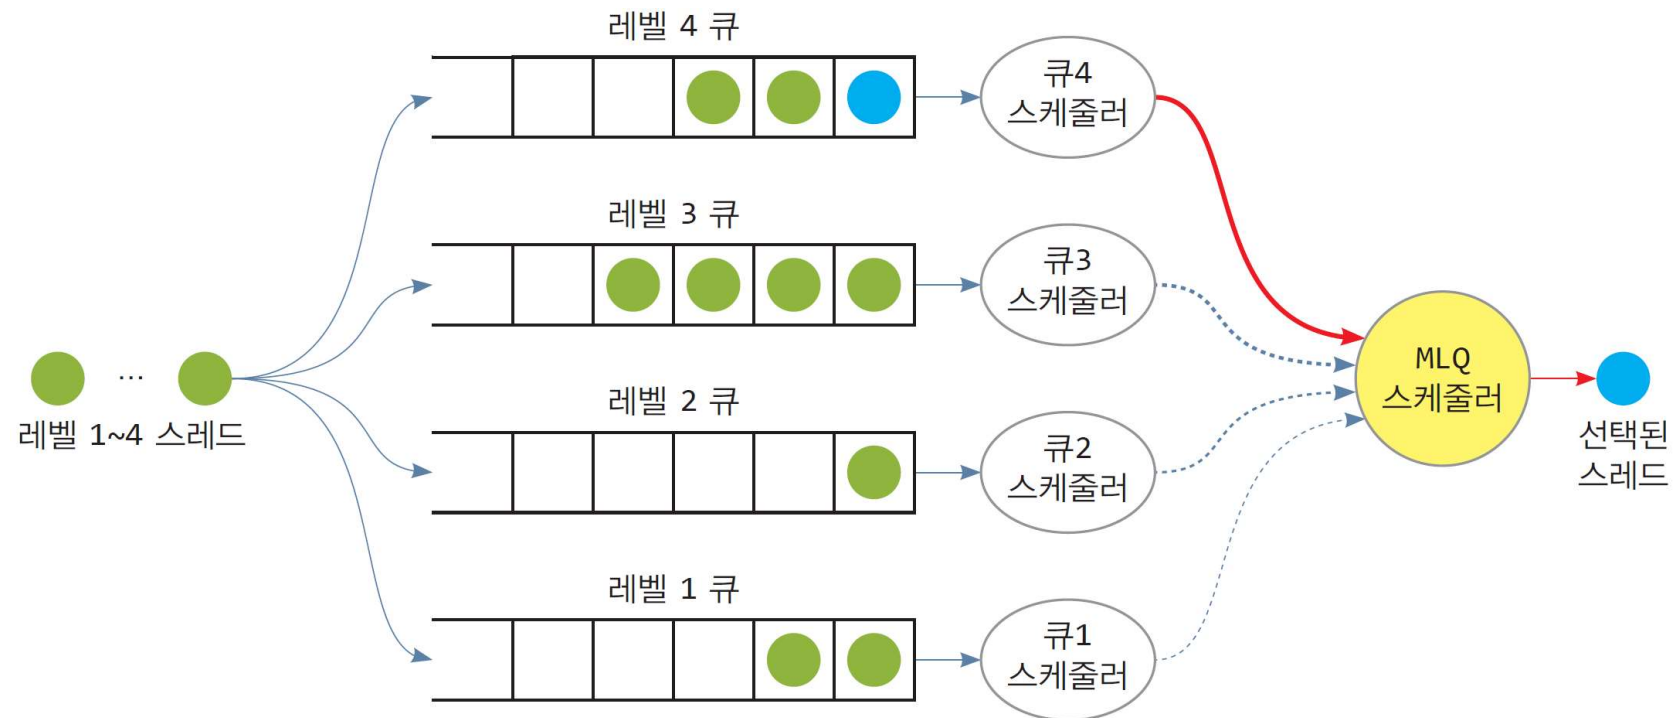 레벨 4 큐
큐4
스케줄러
레벨 3 큐
큐3
스케줄러
...
레벨 1~4 스레드
MLQ
스케줄러
선택된
스레드
레벨 2 큐
큐2
스케줄러
레벨 1 큐
큐1
스케줄러